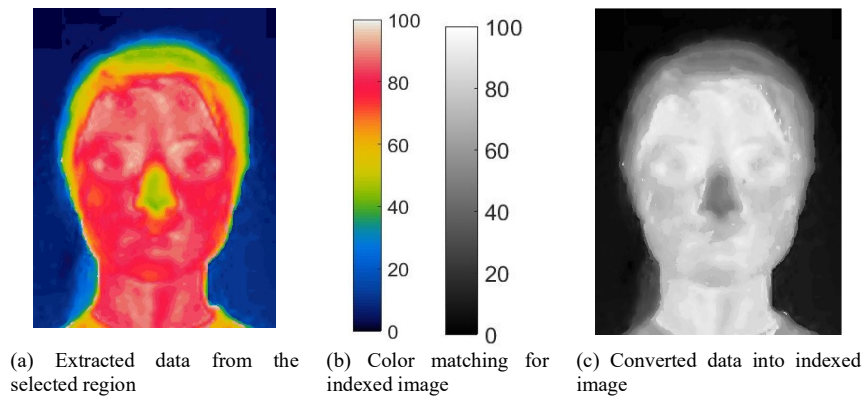 100
80
60
40
20
0
100
80
60
40
20
0
(a) Extracted data from the
selected region
(b) Color matching for
indexed image
(c) Converted data into indexed
image